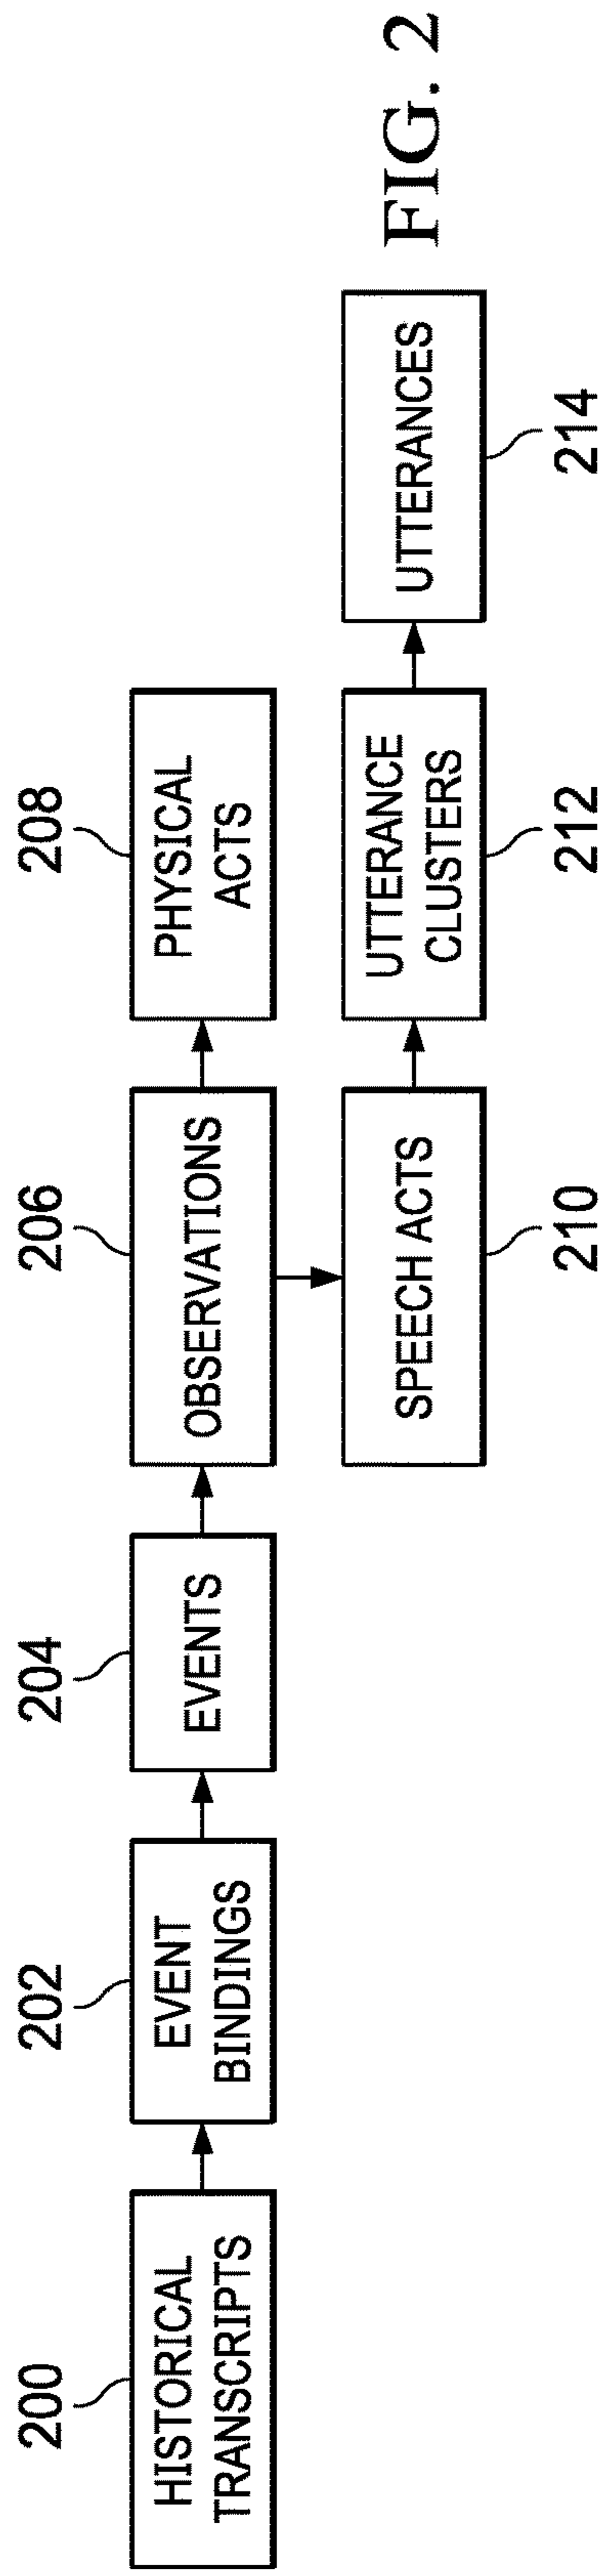 200
HISTORICAL
TRANSCRIPTS
202
EVENT
BINDINGS
204
EVENTS
206
OBSERVATIONS
208
PHYSICAL
ACTS
SPEECH ACTS
210
UTTERANCE
CLUSTERS
212
UTTERANCES
214
FIG. 2